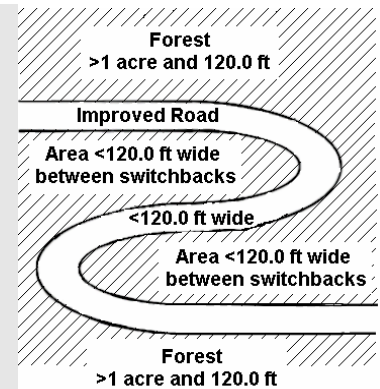 Forest
>1 acre and 120.0 ft
Improved Road
Area <120.0 ft wide
between switchbacks
<120.0 ft wide
Area <120.0 ft wide
between switchbacks
Forest
>1 acre and 120.0 ft